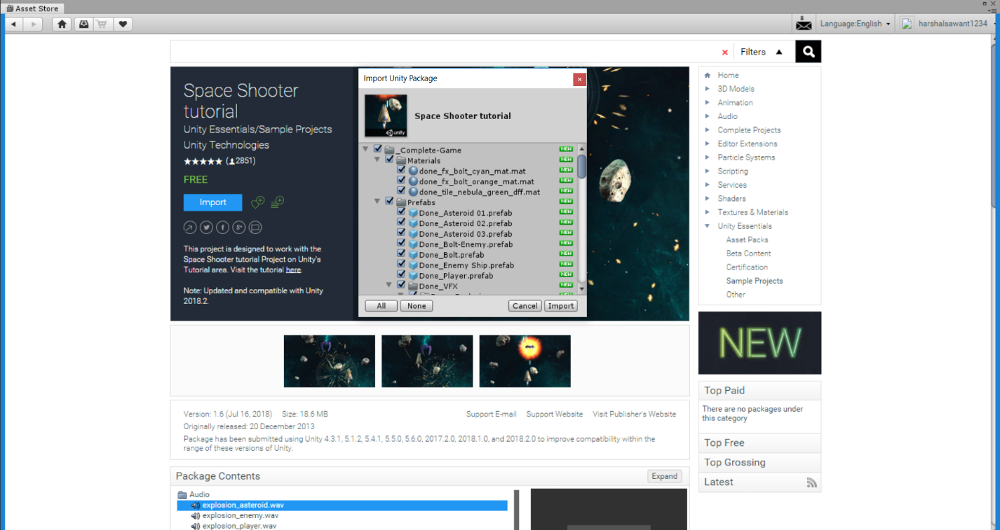 Asset Store
Language:English
harshalsawant1234
Filters
Space Shooter
tutorial
Unity Essentials/Sample Projects
Unity Technologies
★★★★★ (2851)
FREE
Import
This project is designed to work with the
Space Shooter tutorial Project on Unity's
Tutorial area. Visit the tutorial here.
Note: Updated and compatible with Unity
2018.2.
Import Unity Package
unity
Space Shooter tutorial
_Complete-Game NEW
Materials NEW
done_fx_bolt_cyan_mat.mat NEW
done_fx_bolt_orange_mat.mat NEW
done_tile_nebula_green_dff.mat NEW
Prefabs NEW
Done_Asteroid 01.prefab NEW
Done_Asteroid 02.prefab NEW
Done_Asteroid 03.prefab NEW
Done_Bolt-Enemy.prefab NEW
Done_Bolt.prefab NEW
Done_Enemy Ship.prefab NEW
Done_Player.prefab NEW
Done_VFX NEW
All None Cancel Import
Home
3D Models
Animation
Audio
Complete Projects
Editor Extensions
Particle Systems
Scripting
Services
Shaders
Textures & Materials
Unity Essentials
Asset Packs
Beta Content
Certification
Sample Projects
Other
NEW
Top Paid
There are no packages under
this category
Top Free
Top Grossing
Latest
Version: 1.6 (Jul 16, 2018) Size: 18.6 MB
Support E-mail Support Website Visit Publisher's Website
Originally released: 20 December 2013
Package has been submitted using Unity 4.3.1, 5.1.2, 5.4.1, 5.5.0, 5.6.0, 2017.2.0, 2018.1.0, and 2018.2.0 to improve compatibility within the
range of these versions of Unity.
Package Contents
Expand
Audio
explosion_asteroid.wav
explosion_enemy.wav
explosion_player.wav